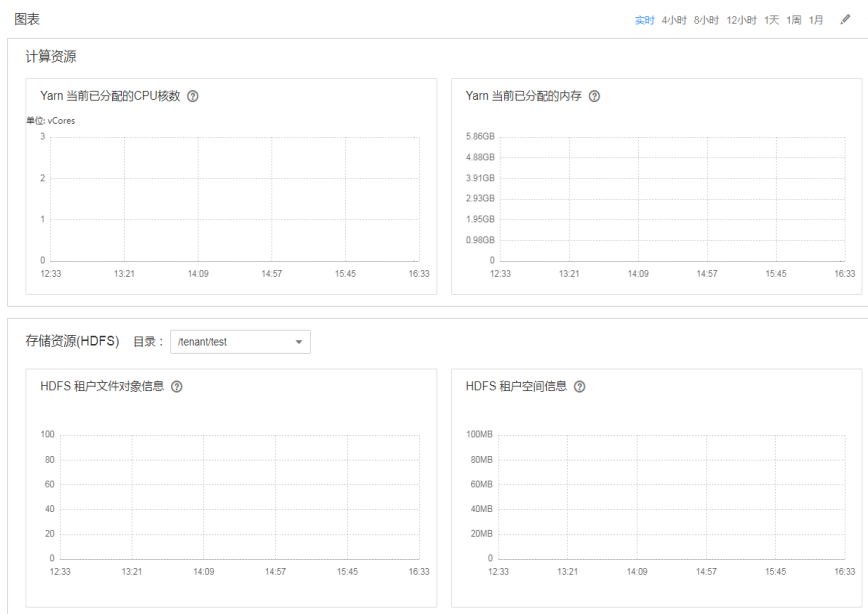 图表
实时 4小时 8小时 12小时 1天 1周 1月
计算资源
Yarn 当前已分配的CPU核数
单位: vCores
3
2
1
0
12:33 13:21 14:09 14:57 15:45 16:33
Yarn 当前已分配的内存
5.86GB
4.88GB
3.91GB
2.93GB
1.95GB
0.98GB
0
12:33 13:21 14:09 14:57 15:45 16:33
存储资源(HDFS) 目录 : /tenant/test
HDFS 租户文件对象信息
100
80
60
40
20
0
12:33 13:21 14:09 14:57 15:45 16:33
HDFS 租户空间信息
100MB
80MB
60MB
40MB
20MB
0
12:33 13:21 14:09 14:57 15:45 16:33